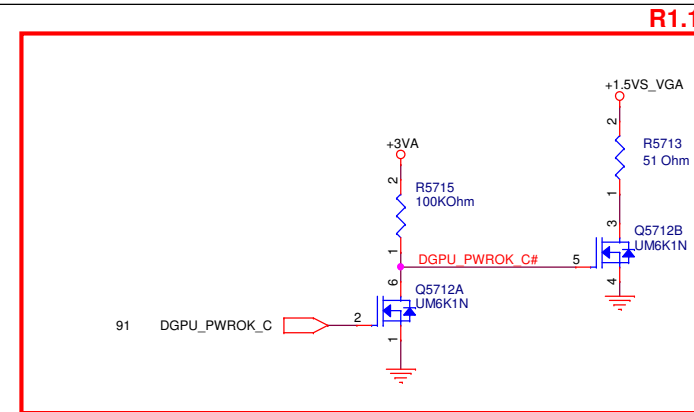 R1.1
+1.5VS_VGA
2
R5713
51 Ohm
1
+3VA
2
R5715
100KOhm
1
DGPU_PWROK_C#
5
3
Q5712B
UM6K1N
4
6
Q5712A
UM6K1N
91 DGPU_PWROK_C
2
1